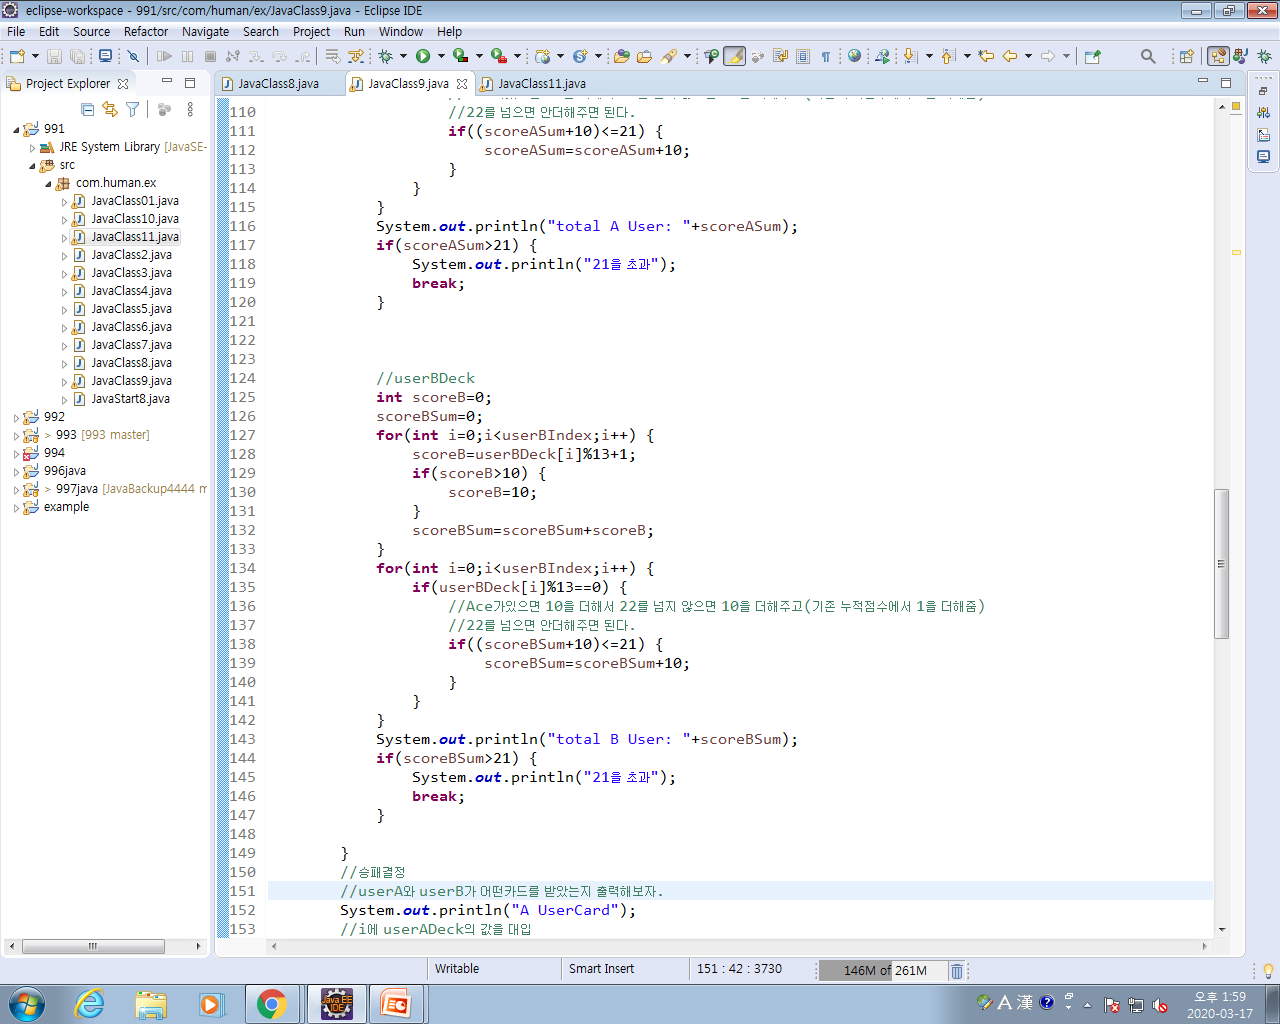 eclipse-workspace - 991/src/com/human/ex/JavaClass9.java - Eclipse IDE
File Edit Source Refactor Navigate Search Project Run Window Help
Project Explorer
JavaClass8.java
JavaClass9.java
JavaClass11.java
991
JRE System Library [JavaSE-
src
com.human.ex
JavaClass01.java
JavaClass10.java
JavaClass11.java
JavaClass2.java
JavaClass3.java
JavaClass4.java
JavaClass5.java
JavaClass6.java
JavaClass7.java
JavaClass8.java
JavaClass9.java
JavaStart8.java
992
> 993 [993 master]
994
996java
> 997java [JavaBackup4444 m
example
110 //22를 넘으면 안더해주면 된다.
111 if((scoreASum+10)<=21) {
112 scoreASum=scoreASum+10;
113 }
114 }
115 }
116 System.out.println("total A User: "+scoreASum);
117 if(scoreASum>21) {
118 System.out.println("21을 초과");
119 break;
120 }
121
122
123
124 //userBDeck
125 int scoreB=0;
126 scoreBSum=0;
127 for(int i=0;i<userBIndex;i++) {
128 scoreB=userBDeck[i]%13+1;
129 if(scoreB>10) {
130 scoreB=10;
131 }
132 scoreBSum=scoreBSum+scoreB;
133 }
134 for(int i=0;i<userBIndex;i++) {
135 if(userBDeck[i]%13==0) {
136 //Ace가있으면 10을 더해서 22를 넘지 않으면 10을 더해주고(기존 누적점수에서 1을 더해줌)
137 //22를 넘으면 안더해주면 된다.
138 if((scoreBSum+10)<=21) {
139 scoreBSum=scoreBSum+10;
140 }
141 }
142 }
143 System.out.println("total B User: "+scoreBSum);
144 if(scoreBSum>21) {
145 System.out.println("21을 초과");
146 break;
147 }
148
149 }
150 //승패결정
151 //userA와 userB가 어떤카드를 받았는지 출력해보자.
152 System.out.println("A UserCard");
153 //i에 userADeck의 값을 대입
Writable
Smart Insert
151 : 42 : 3730
146M of 261M
A 漢
오후 1:59
2020-03-17